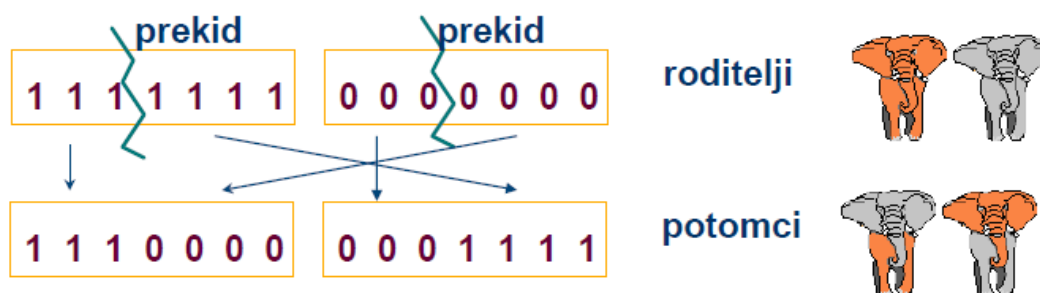 prekid prekid
1 1 1 1 1 1 1 0 0 0 0 0 0 0 roditelji
1 1 1 0 0 0 0 0 0 0 1 1 1 1 potomci